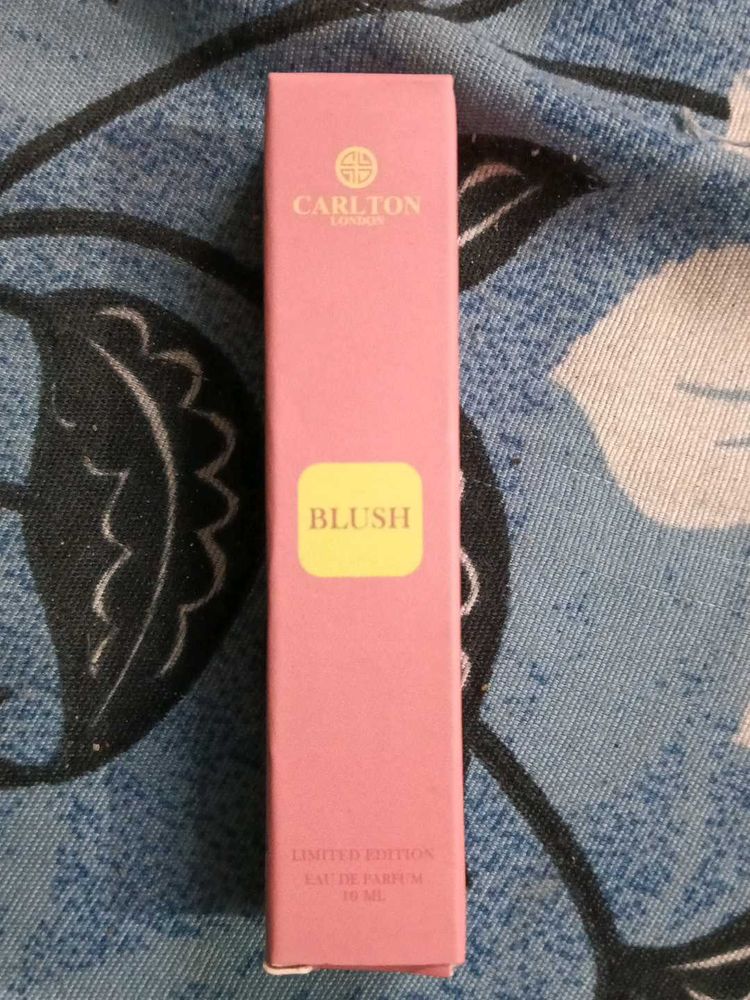 CARLTON
LONDON
BLUSH
LIMITED EDITION
EAU DE PARFUM
10 ML